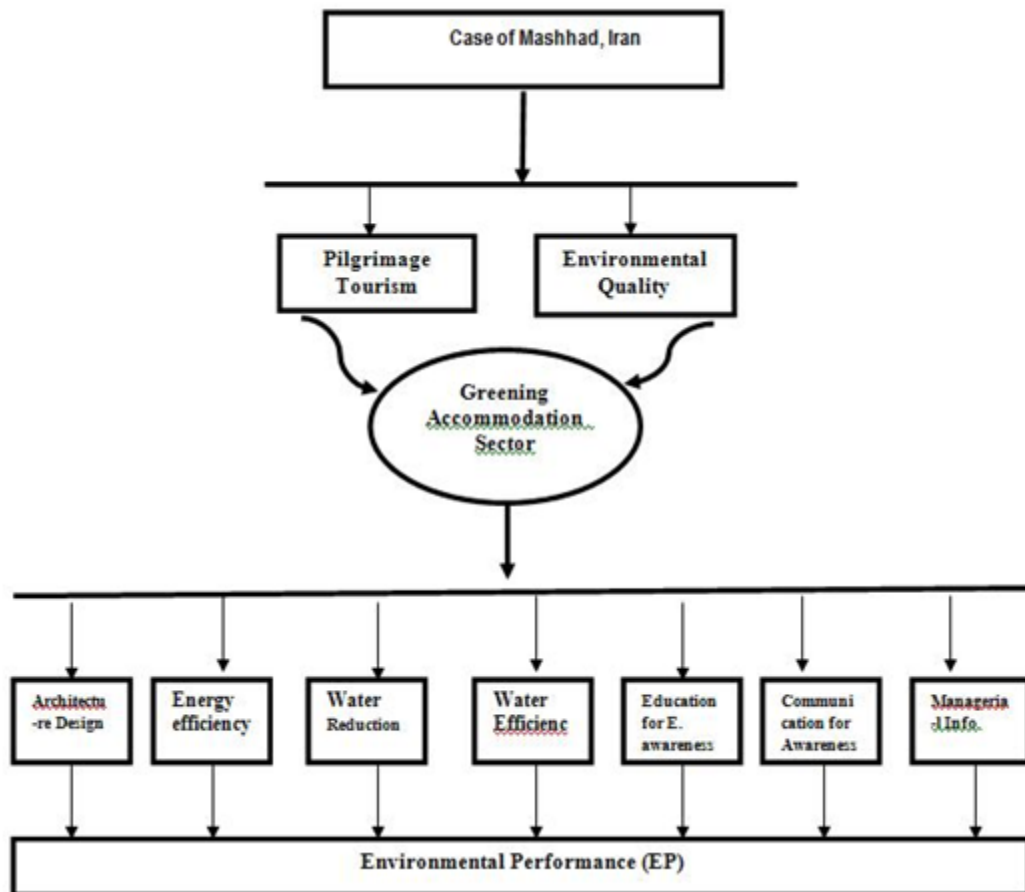 Case of Mashhad, Iran
Pilgrimage
Tourism
Environmental
Quality
Greening
Accommodation
Sector
Architectu
-re Design
Energy
efficiency
Water
Reduction
Water
Efficienc
Education
for E.
awareness
Communi
cation for
Awareness
Manageria
-l Info.
Environmental Performance (EP)